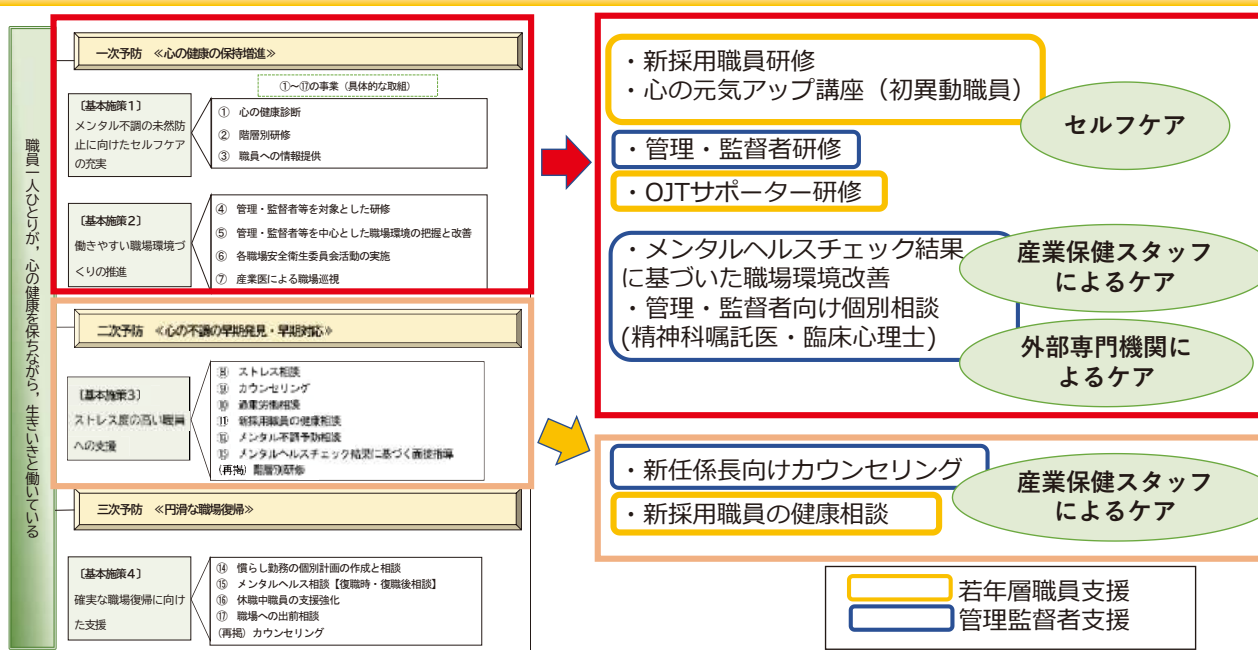 職員一人ひとりが，心の健康を保ちながら，生きいきと働いている
一次予防 ≪心の健康の保持増進≫
①～⑰の事業（具体的な取組）
〔基本施策1〕
メンタル不調の未然防
止に向けたセルフケア
の充実
① 心の健康診断
② 階層別研修
③ 職員への情報提供
〔基本施策2〕
働きやすい職場環境づ
くりの推進
④ 管理・監督者等を対象とした研修
⑤ 管理・監督者等を中心とした職場環境の把握と改善
⑥ 各職場安全衛生委員会活動の実施
⑦ 産業医による職場巡視
二次予防 ≪心の不調の早期発見・早期対応≫
〔基本施策3〕
ストレス度の高い職員
への支援
⑧ ストレス相談
⑨ カウンセリング
⑩ 過重労働相談
⑪ 新採用職員の健康相談
⑫ メンタル不調予防相談
⑬ メンタルヘルスチェック結果に基づく面接指導
(再掲) 階層別研修
三次予防 ≪円滑な職場復帰≫
〔基本施策4〕
確実な職場復帰に向け
た支援
⑭ 慣らし勤務の個別計画の作成と相談
⑮ メンタルヘルス相談【復職時・復職後相談】
⑯ 休職中職員の支援強化
⑰ 職場への出前相談
(再掲) カウンセリング
・新採用職員研修
・心の元気アップ講座（初異動職員）
セルフケア
・管理・監督者研修
・OJTサポーター研修
・メンタルヘルスチェック結果
に基づいた職場環境改善
・管理・監督者向け個別相談
(精神科嘱託医・臨床心理士)
産業保健スタッフ
によるケア
外部専門機関に
よるケア
・新任係長向けカウンセリング
・新採用職員の健康相談
産業保健スタッフ
によるケア
若年層職員支援
管理監督者支援